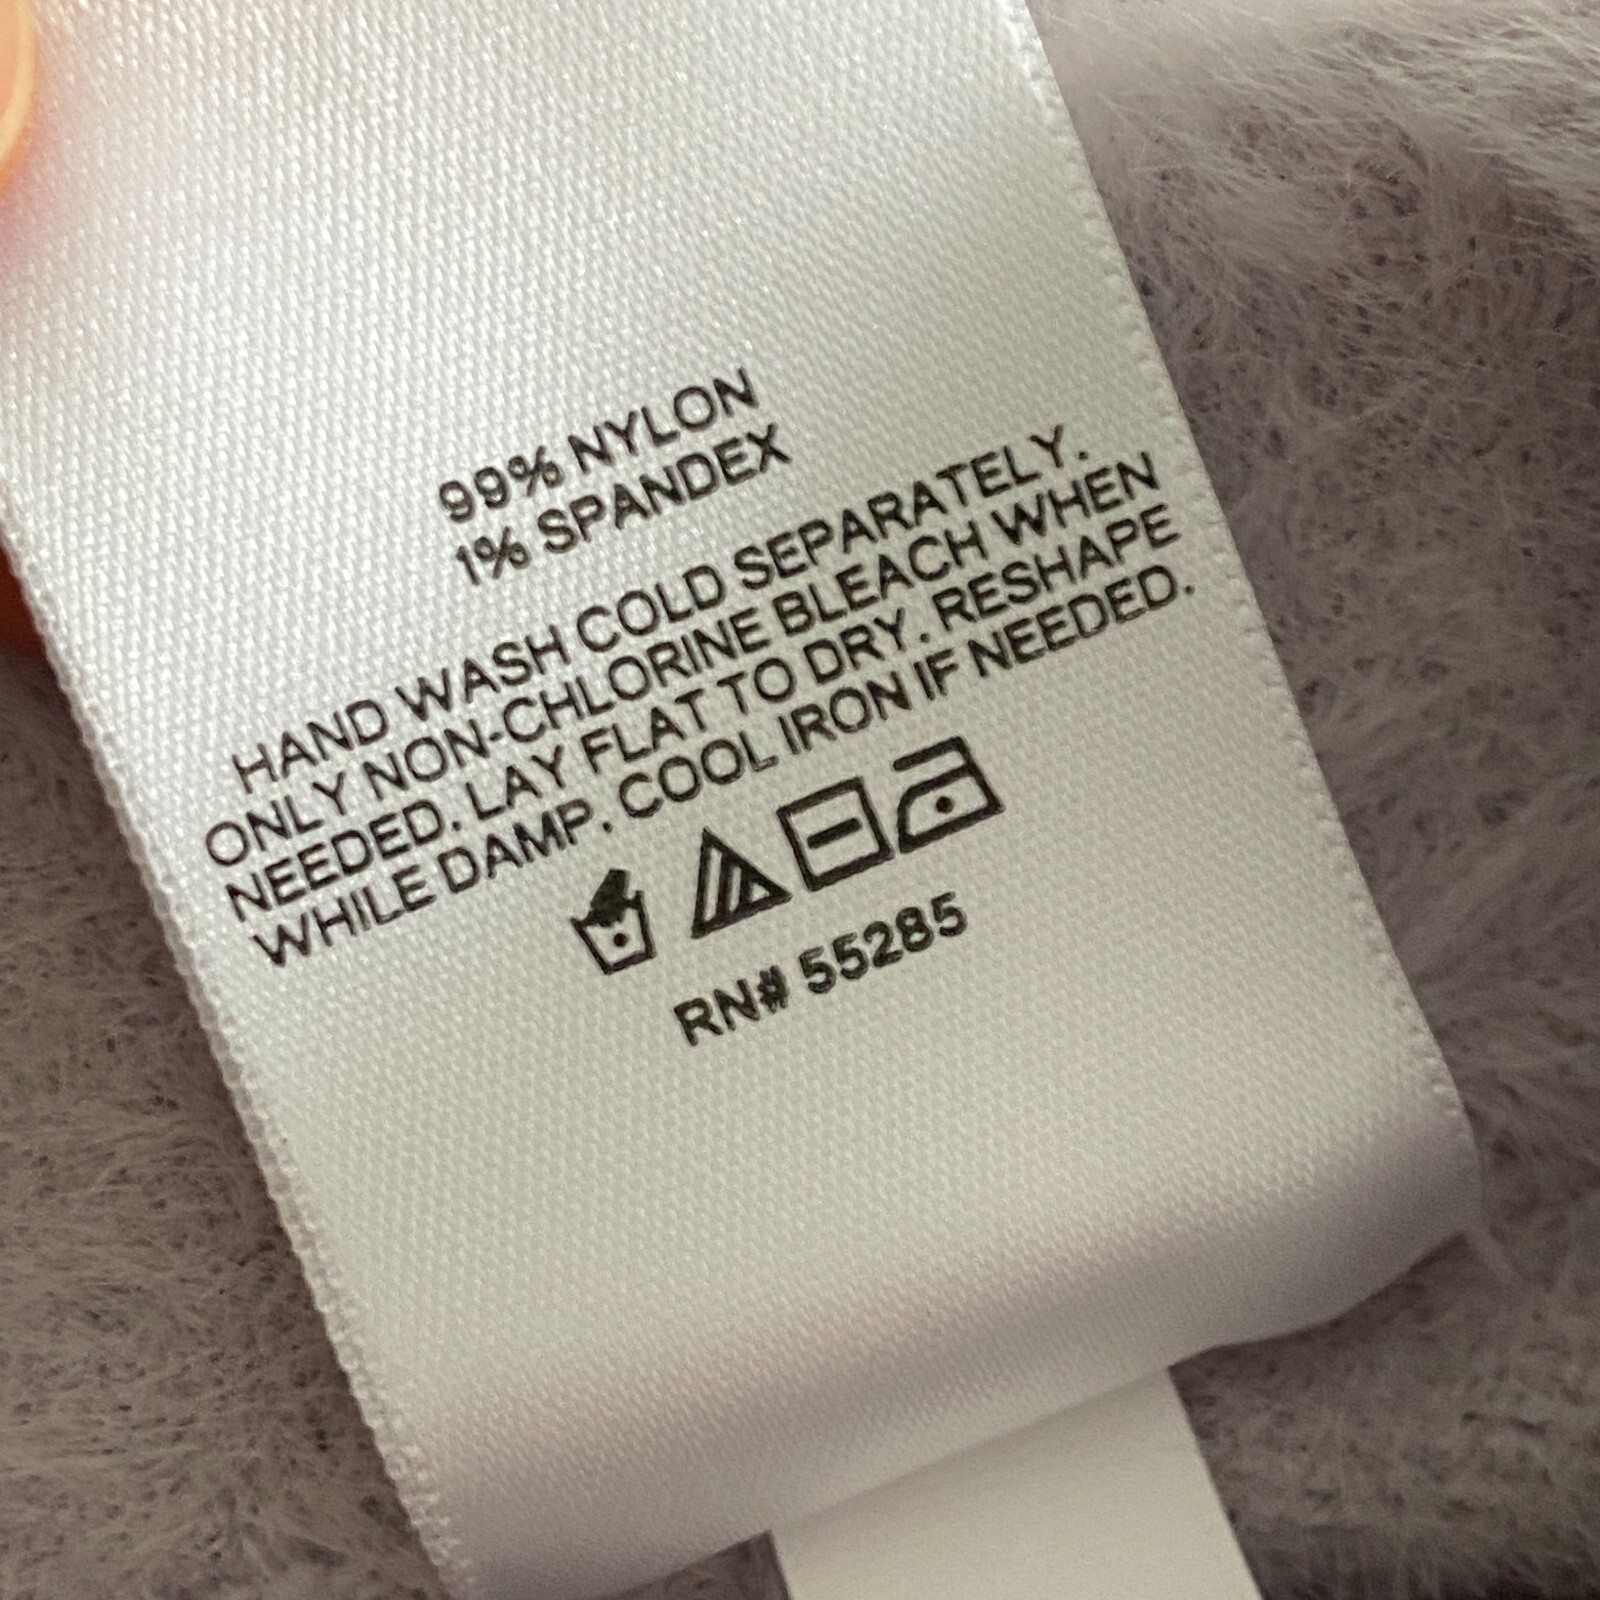 99% NYLON
1% SPANDEX
HAND WASH COLD SEPARATELY.
ONLY NON-CHLORINE BLEACH WHEN
NEEDED. LAY FLAT TO DRY. RESHAPE
WHILE DAMP. COOL IRON IF NEEDED.
RN# 55285